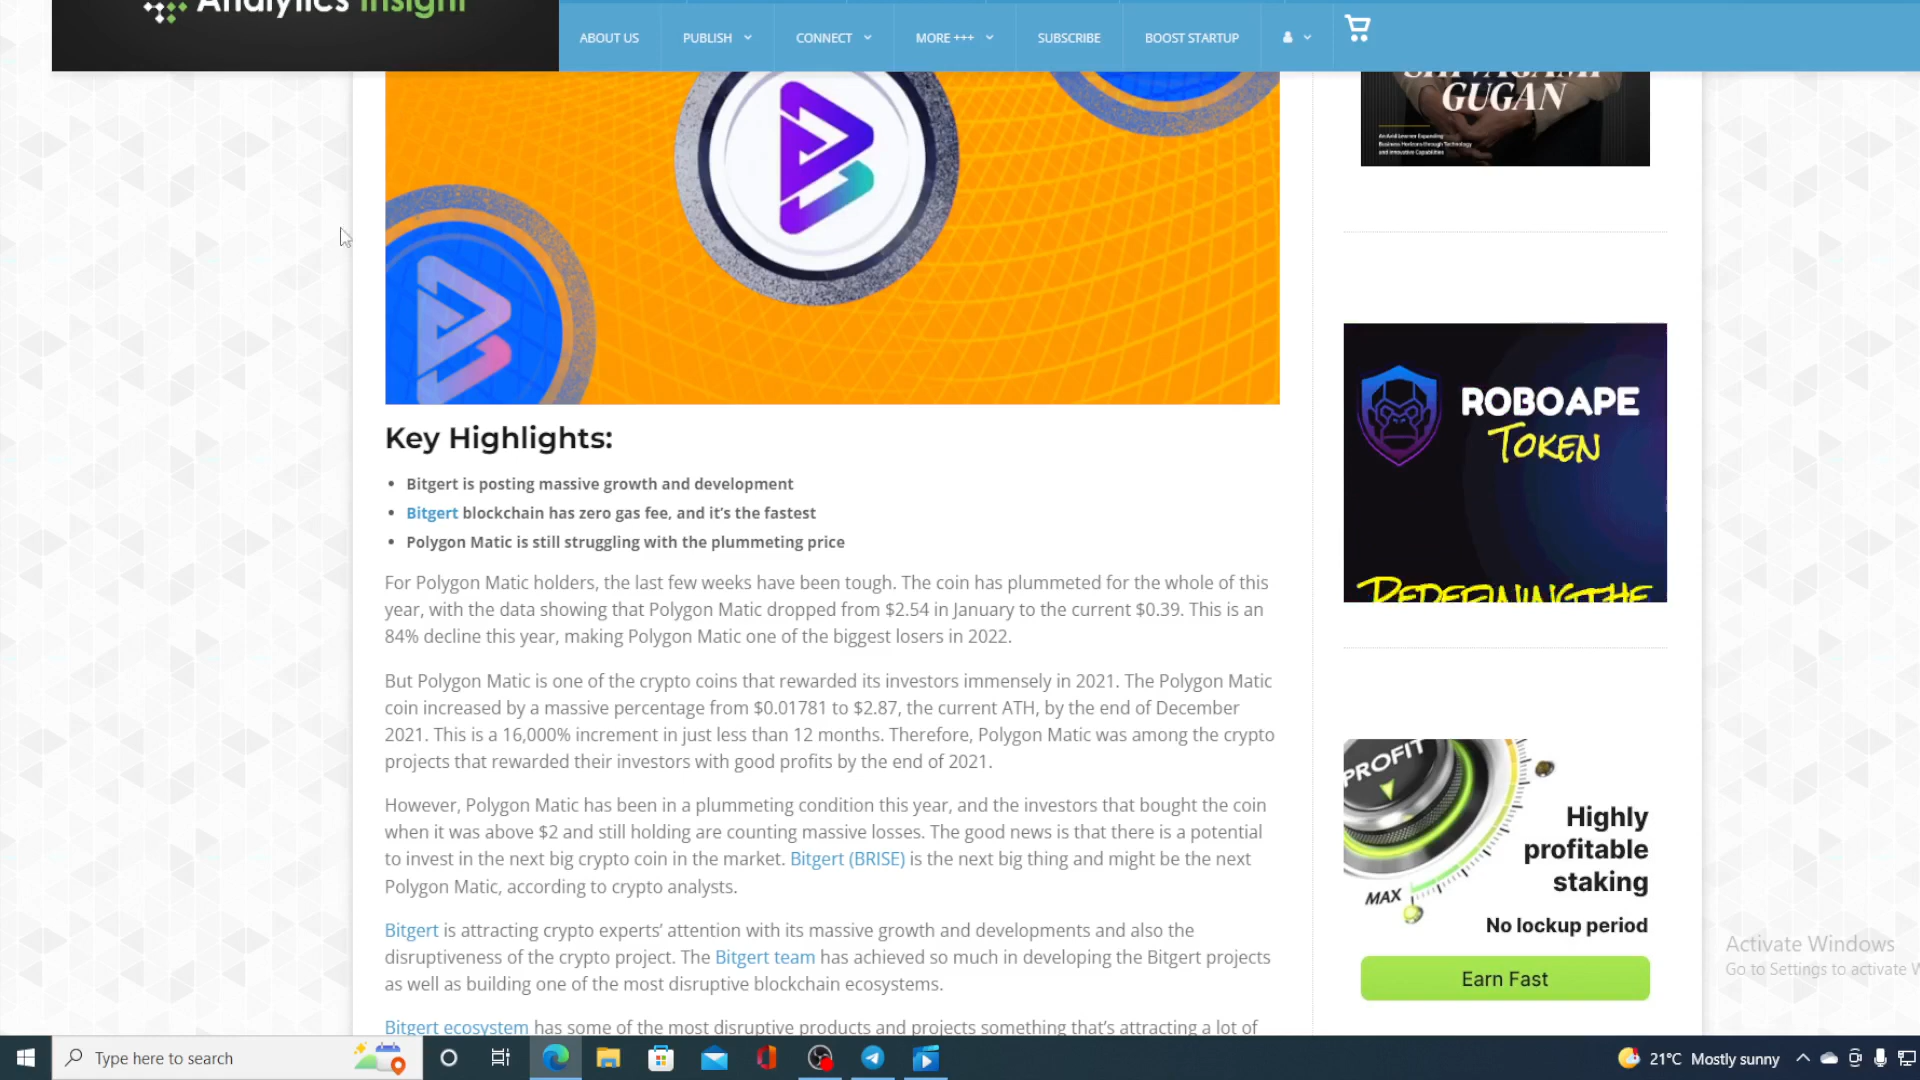 Analytics Insight
ABOUT US PUBLISH CONNECT MORE +++ SUBSCRIBE BOOST STARTUP
GUGAN
An Avid Learner Expanding
Business Horizons through Technology
and Innovative Capabilities
Key Highlights:
• Bitgert is posting massive growth and development
• Bitgert blockchain has zero gas fee, and it’s the fastest
• Polygon Matic is still struggling with the plummeting price
For Polygon Matic holders, the last few weeks have been tough. The coin has plummeted for the whole of this
year, with the data showing that Polygon Matic dropped from $2.54 in January to the current $0.39. This is an
84% decline this year, making Polygon Matic one of the biggest losers in 2022.
But Polygon Matic is one of the crypto coins that rewarded its investors immensely in 2021. The Polygon Matic
coin increased by a massive percentage from $0.01781 to $2.87, the current ATH, by the end of December
2021. This is a 16,000% increment in just less than 12 months. Therefore, Polygon Matic was among the crypto
projects that rewarded their investors with good profits by the end of 2021.
However, Polygon Matic has been in a plummeting condition this year, and the investors that bought the coin
when it was above $2 and still holding are counting massive losses. The good news is that there is a potential
to invest in the next big crypto coin in the market. Bitgert (BRISE) is the next big thing and might be the next
Polygon Matic, according to crypto analysts.
Bitgert is attracting crypto experts’ attention with its massive growth and developments and also the
disruptiveness of the crypto project. The Bitgert team has achieved so much in developing the Bitgert projects
as well as building one of the most disruptive blockchain ecosystems.
Bitgert ecosystem has some of the most disruptive products and projects something that’s attracting a lot of
ROBOAPE
TOKEN
REDEFINING THE
PROFIT
MAX
Highly
profitable
staking
No lockup period
Earn Fast
Activate Windows
Go to Settings to activate W
Type here to search
21°C Mostly sunny